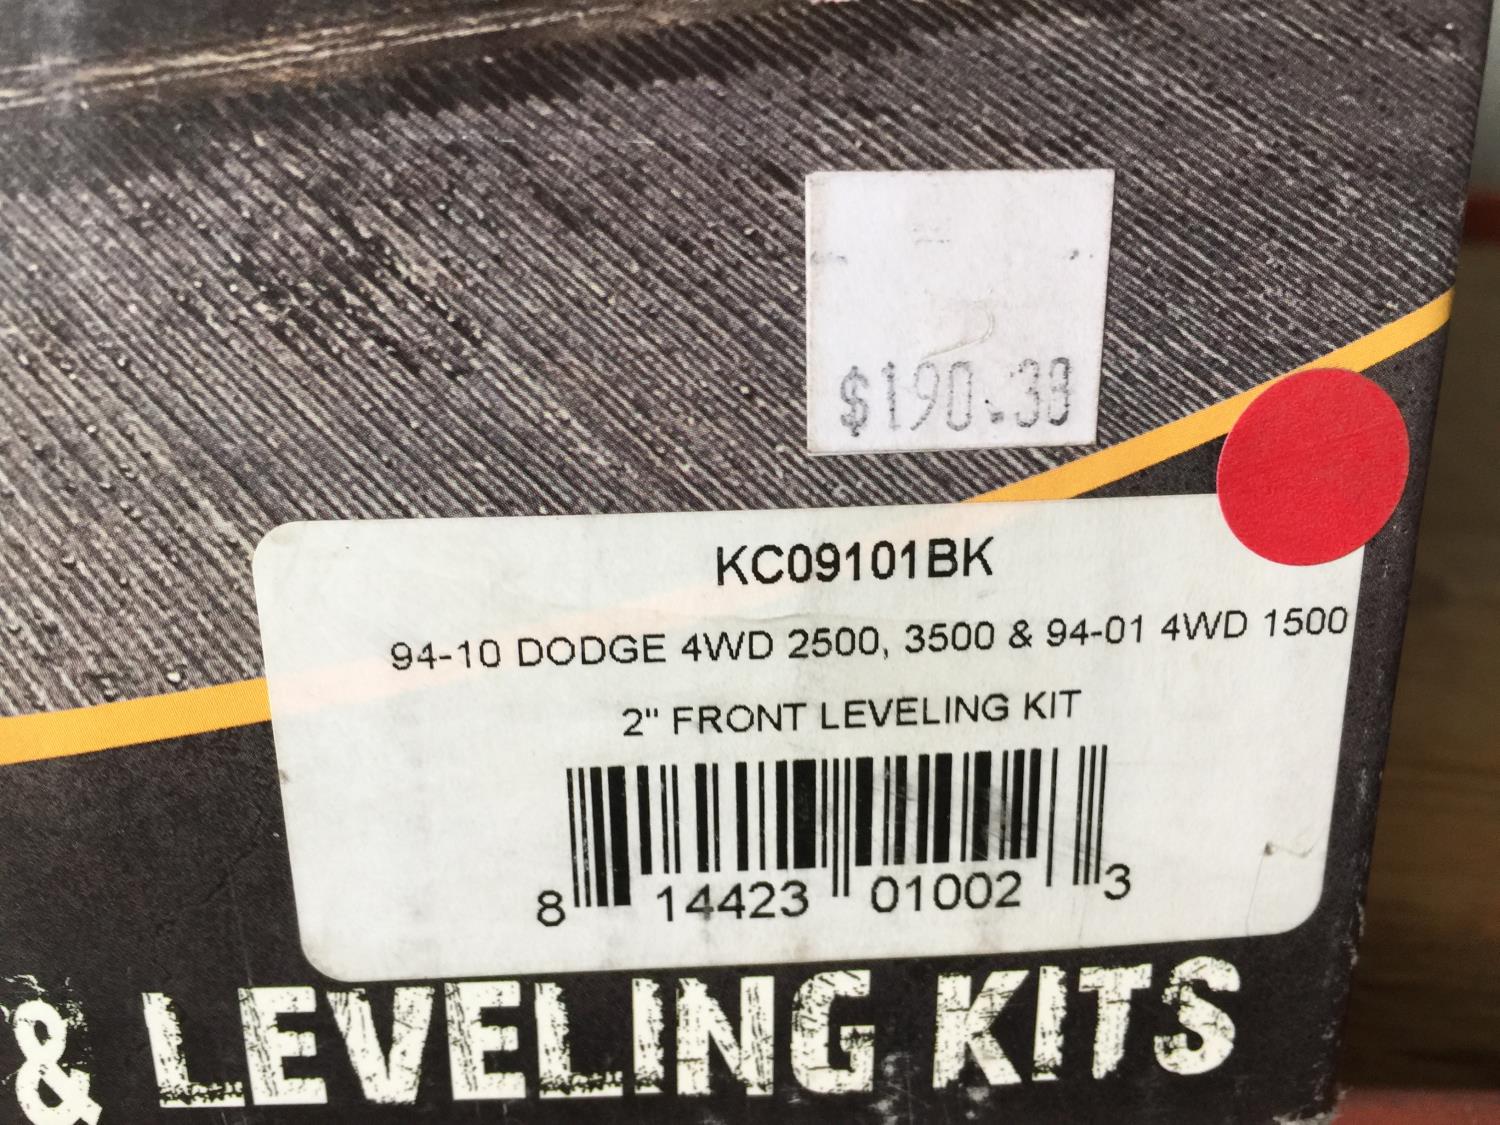 $190.38
KC09101BK
94-10 DODGE 4WD 2500, 3500 & 94-01 4WD 1500
2" FRONT LEVELING KIT
8 14423 01002 3
& LEVELING KITS